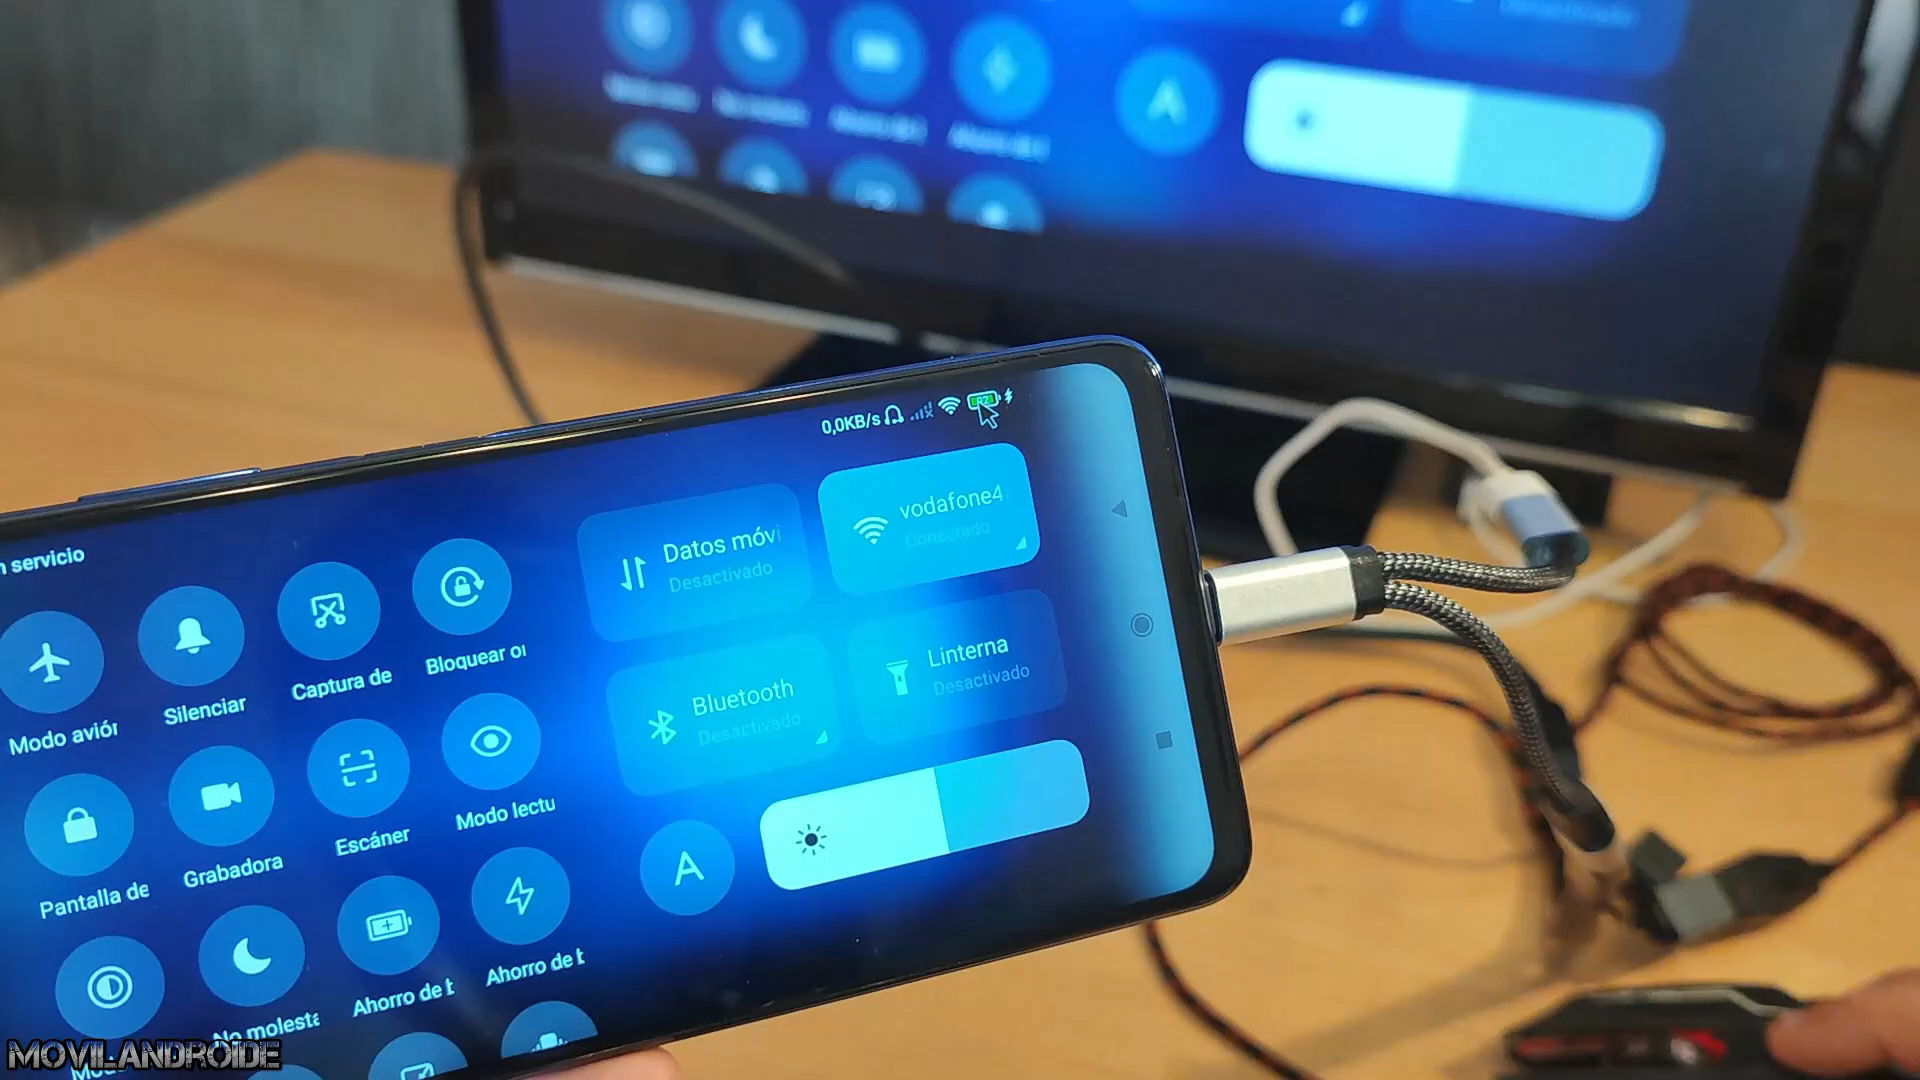 0,0KB/s
n servicio
Datos móvi
Desactivado
vodafone4
Conectado
Bluetooth
Desactivado
Linterna
Desactivado
Modo avión
Silenciar
Captura de
Bloquear or
Pantalla de
Grabadora
Escáner
Modo lectu
No molesta
Ahorro de b
Ahorro de b
A
MOVILANDROIDE